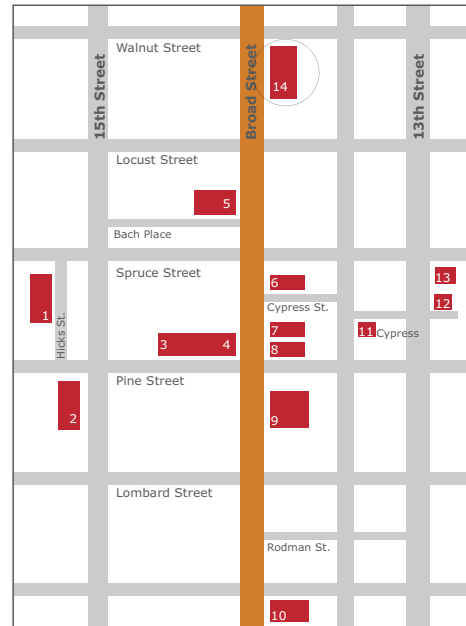 Walnut Street
15th Street
Broad Street
13th Street
14
Locust Street
5
Bach Place
Spruce Street
13
6
12
1
Hicks St.
Cypress St.
7
11
Cypress
3
4
8
Pine Street
2
9
Lombard Street
Rodman St.
10